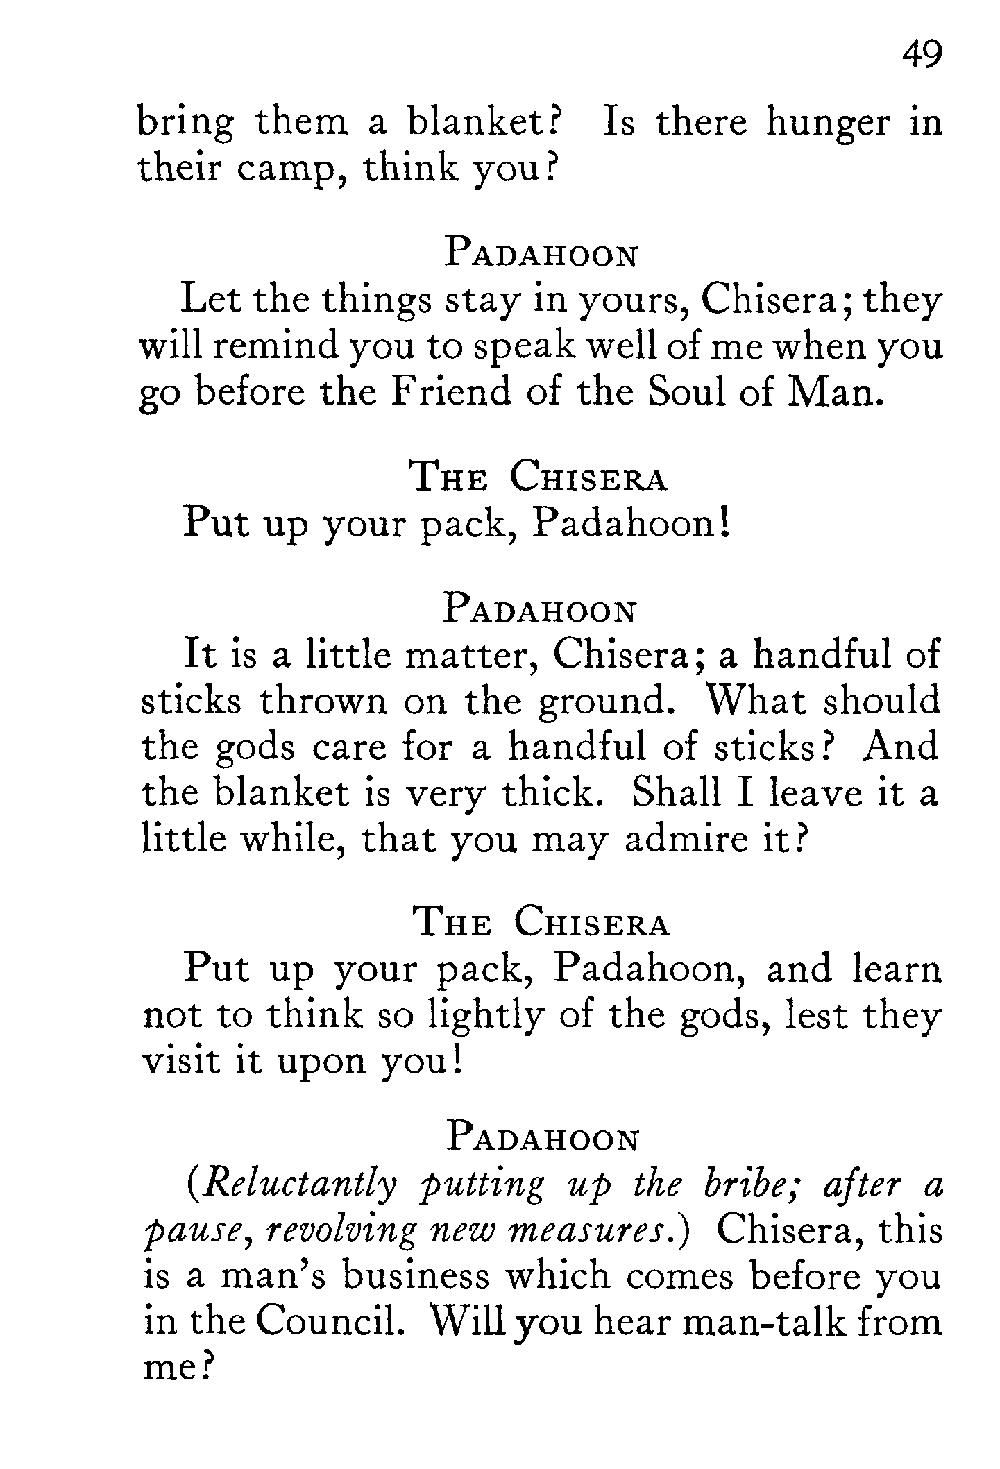 49
bring them a blanket? Is there hunger in
their camp, think you?
PADAHOON
Let the things stay in yours, Chisera; they
will remind you to speak well of me when you
go before the Friend of the Soul of Man.
THE CHISERA
Put up your pack, Padahoon!
PADAHOON
It is a little matter, Chisera; a handful of
sticks thrown on the ground. What should
the gods care for a handful of sticks? And
the blanket is very thick. Shall I leave it a
little while, that you may admire it?
THE CHISERA
Put up your pack, Padahoon, and learn
not to think so lightly of the gods, lest they
visit it upon you!
PADAHOON
(Reluctantly putting up the bribe; after a
pause, revolving new measures.) Chisera, this
is a man's business which comes before you
in the Council. Will you hear man-talk from
me?